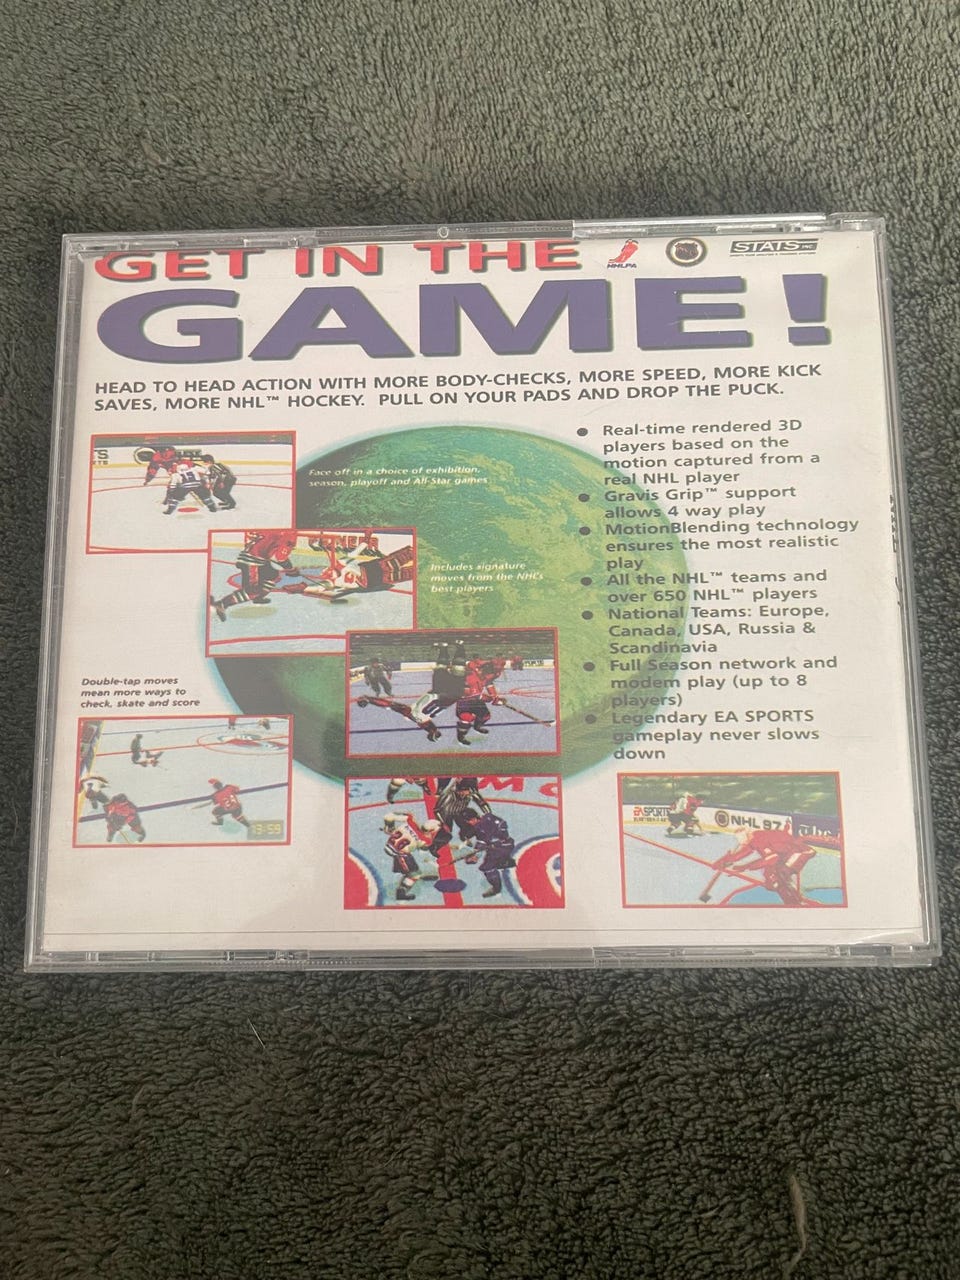 GET IN THE
NHLPA
STATS INC
GAME!
HEAD TO HEAD ACTION WITH MORE BODY-CHECKS, MORE SPEED, MORE KICK
SAVES, MORE NHL™ HOCKEY. PULL ON YOUR PADS AND DROP THE PUCK.
Face off in a choice of exhibition,
season, playoff and All-Star games
Includes signature
moves from the NHL's
best players
Double-tap moves
mean more ways to
check, skate and score
13:59
● Real-time rendered 3D
players based on the
motion captured from a
real NHL player
● Gravis Grip™ support
allows 4 way play
● MotionBlending technology
ensures the most realistic
play
● All the NHL™ teams and
over 650 NHL™ players
● National Teams: Europe,
Canada, USA, Russia &
Scandinavia
● Full Season network and
modem play (up to 8
players)
● Legendary EA SPORTS
gameplay never slows
down
EA SPORTS
NHL 97
The